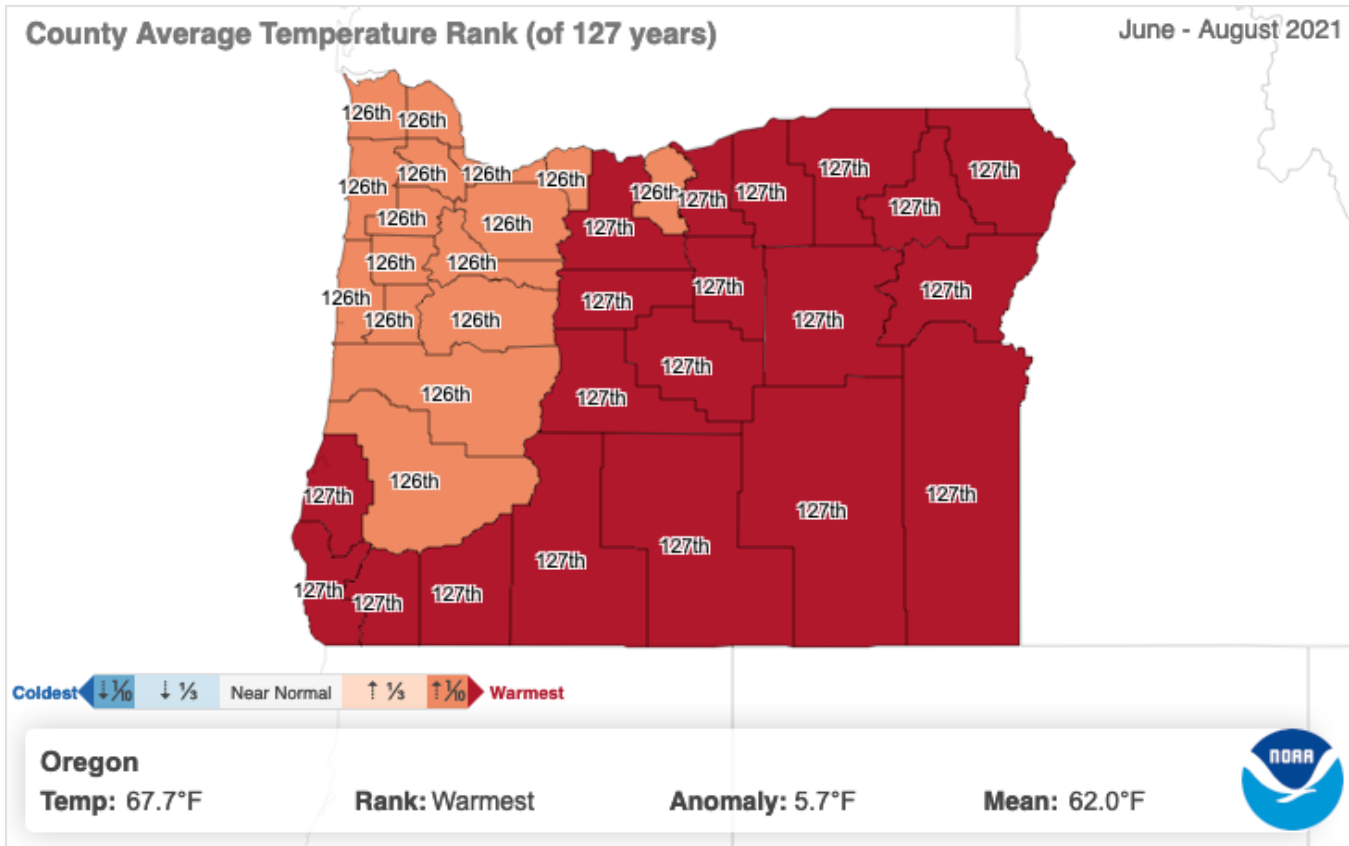 County Average Temperature Rank (of 127 years)
June - August 2021
126th
126th
127th
127th
126th
126th
126th
126th
126th
127th
127th
127th
126th
126th
127th
126th
126th
127th
127th
126th
127th
126th
126th
127th
127th
126th
127th
127th
126th
127th
127th
127th
127th
127th
127th
127th
Coldest ↓ 1/10 ↓ 1/3 Near Normal ↑ 1/3 ↑ 1/10 Warmest
Oregon
Temp: 67.7°F Rank: Warmest Anomaly: 5.7°F Mean: 62.0°F
NOAA